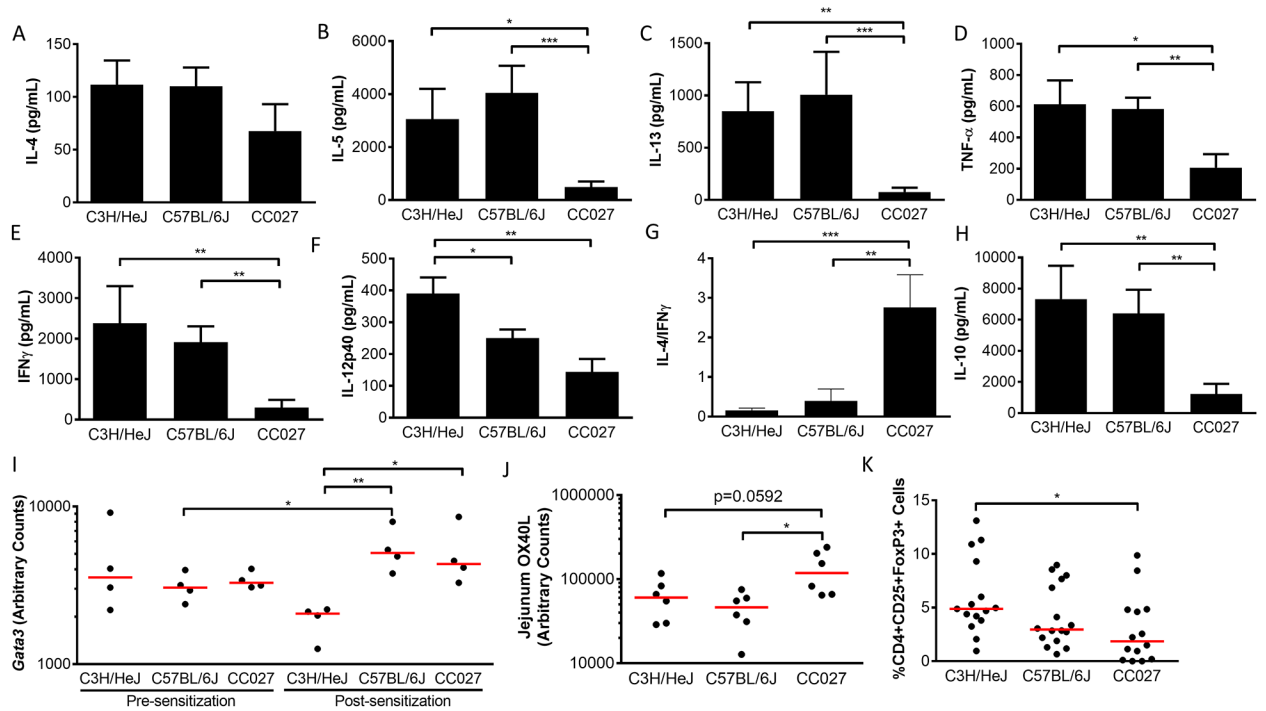 A
IL-4 (pg/mL)
150
100
50
0
C3H/HeJ C57BL/6J CC027
B
IL-5 (pg/mL)
6000
4000
2000
0
*
***
C3H/HeJ C57BL/6J CC027
C
IL-13 (pg/mL)
1500
1000
500
0
**
***
C3H/HeJ C57BL/6J CC027
D
TNF-α (pg/mL)
1000
800
600
400
200
0
*
**
C3H/HeJ C57BL/6J CC027
E
IFNγ (pg/mL)
4000
3000
2000
1000
0
**
**
C3H/HeJ C57BL/6J CC027
F
IL-12p40 (pg/mL)
500
400
300
200
100
0
**
*
C3H/HeJ C57BL/6J CC027
G
IL-4/IFNγ
4
3
2
1
0
***
**
C3H/HeJ C57BL/6J CC027
H
IL-10 (pg/mL)
10000
8000
6000
4000
2000
0
**
**
C3H/HeJ C57BL/6J CC027
I
Gata3 (Arbitrary Counts)
10000
1000
*
**
*
C3H/HeJ C57BL/6J CC027 C3H/HeJ C57BL/6J CC027
Pre-sensitization Post-sensitization
J
Jejunum OX40L
(Arbitrary Counts)
1000000
100000
10000
p=0.0592
*
C3H/HeJ C57BL/6J CC027
K
%CD4+CD25+FoxP3+ Cells
15
10
5
0
*
C3H/HeJ C57BL/6J CC027